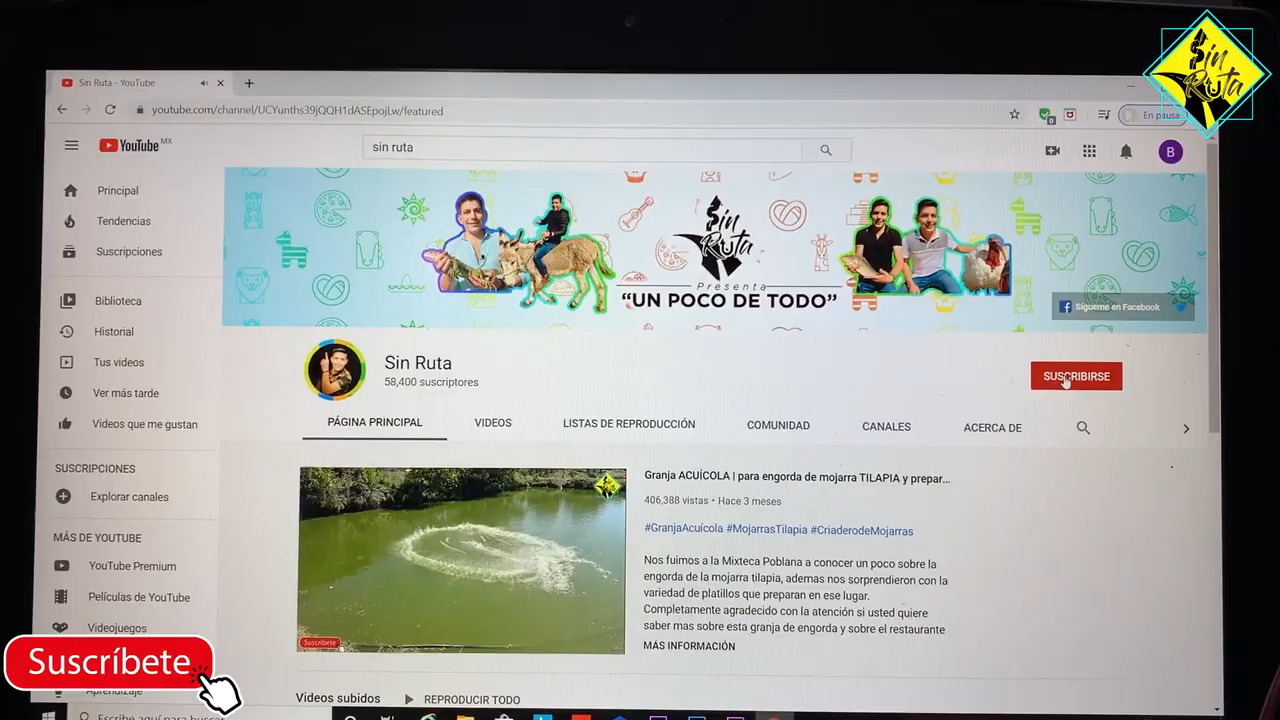 Sin Ruta
Sin Ruta - YouTube
youtube.com/channel/UCYunths39jQQH1dASEpojLw/featured
En pausa
YouTube MX
sin ruta
B
Principal
Tendencias
Suscripciones
Biblioteca
Historial
Tus videos
Ver más tarde
Videos que me gustan
SUSCRIPCIONES
Explorar canales
MÁS DE YOUTUBE
YouTube Premium
Películas de YouTube
Videojuegos
Aprendizaje
Sin Ruta
Presenta
“UN POCO DE TODO”
Sígueme en Facebook
Sin Ruta
58,400 suscriptores
SUSCRIBIRSE
PÁGINA PRINCIPAL VIDEOS LISTAS DE REPRODUCCIÓN COMUNIDAD CANALES ACERCA DE
Granja ACUÍCOLA | para engorda de mojarra TILAPIA y prepar...
406,388 vistas • Hace 3 meses
#GranjaAcuícola #MojarrasTilapia #CriaderodeMojarras
Nos fuimos a la Mixteca Poblana a conocer un poco sobre la
engorda de la mojarra tilapia, ademas nos sorprendieron con la
variedad de platillos que preparan en ese lugar.
Completamente agradecido con la atención si usted quiere
saber mas sobre esta granja de engorda y sobre el restaurante
MÁS INFORMACIÓN
Suscríbete
Videos subidos REPRODUCIR TODO
Suscríbete
Escribe aquí para buscar